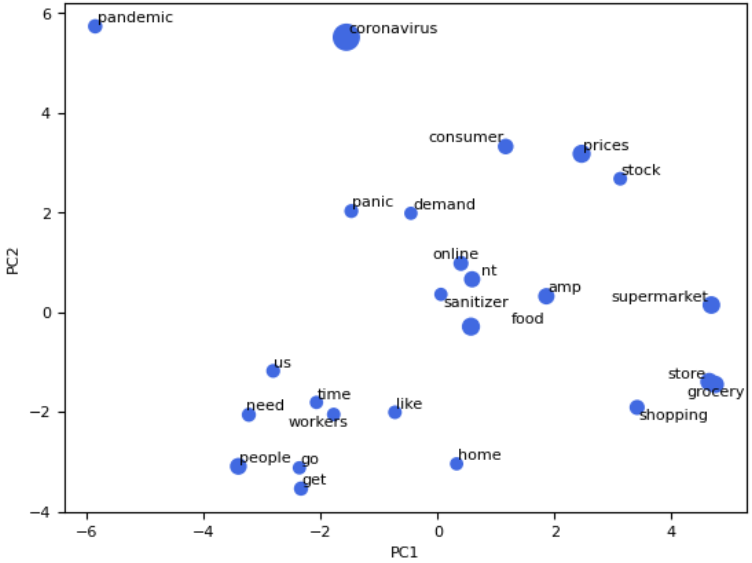 6
pandemic
coronavirus
4
consumer
prices
stock
panic
demand
2
online
nt
amp
sanitizer
supermarket
0
food
us
store
grocery
time
need
like
workers
shopping
-2
people
go
home
get
-4
-6
-4
-2
0
2
4
PC1
PC2